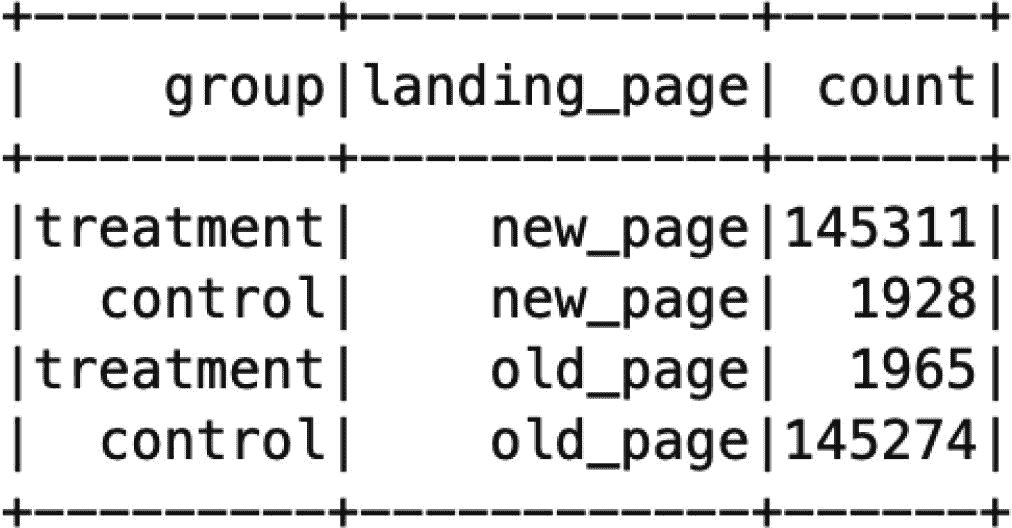 +----------+-------------+-------+
|     group|landing_page| count|
+----------+-------------+-------+
|treatment|    new_page|145311|
|  control|    new_page|  1928|
|treatment|    old_page|  1965|
|  control|    old_page|145274|
+----------+-------------+-------+